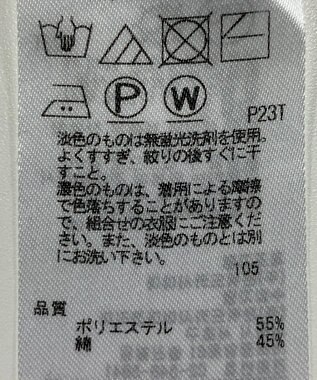 P W
P23T
淡色のものは無蛍光洗剤を使用。
よくすすぎ、絞りの後すぐに干
すこと。
濃色のものは、着用による摩擦
で色落ちすることがありますの
で、組合せの衣服にご注意くだ
さい。また、淡色のものとは別
にお洗い下さい。
105
品質
ポリエステル 55%
綿 45%